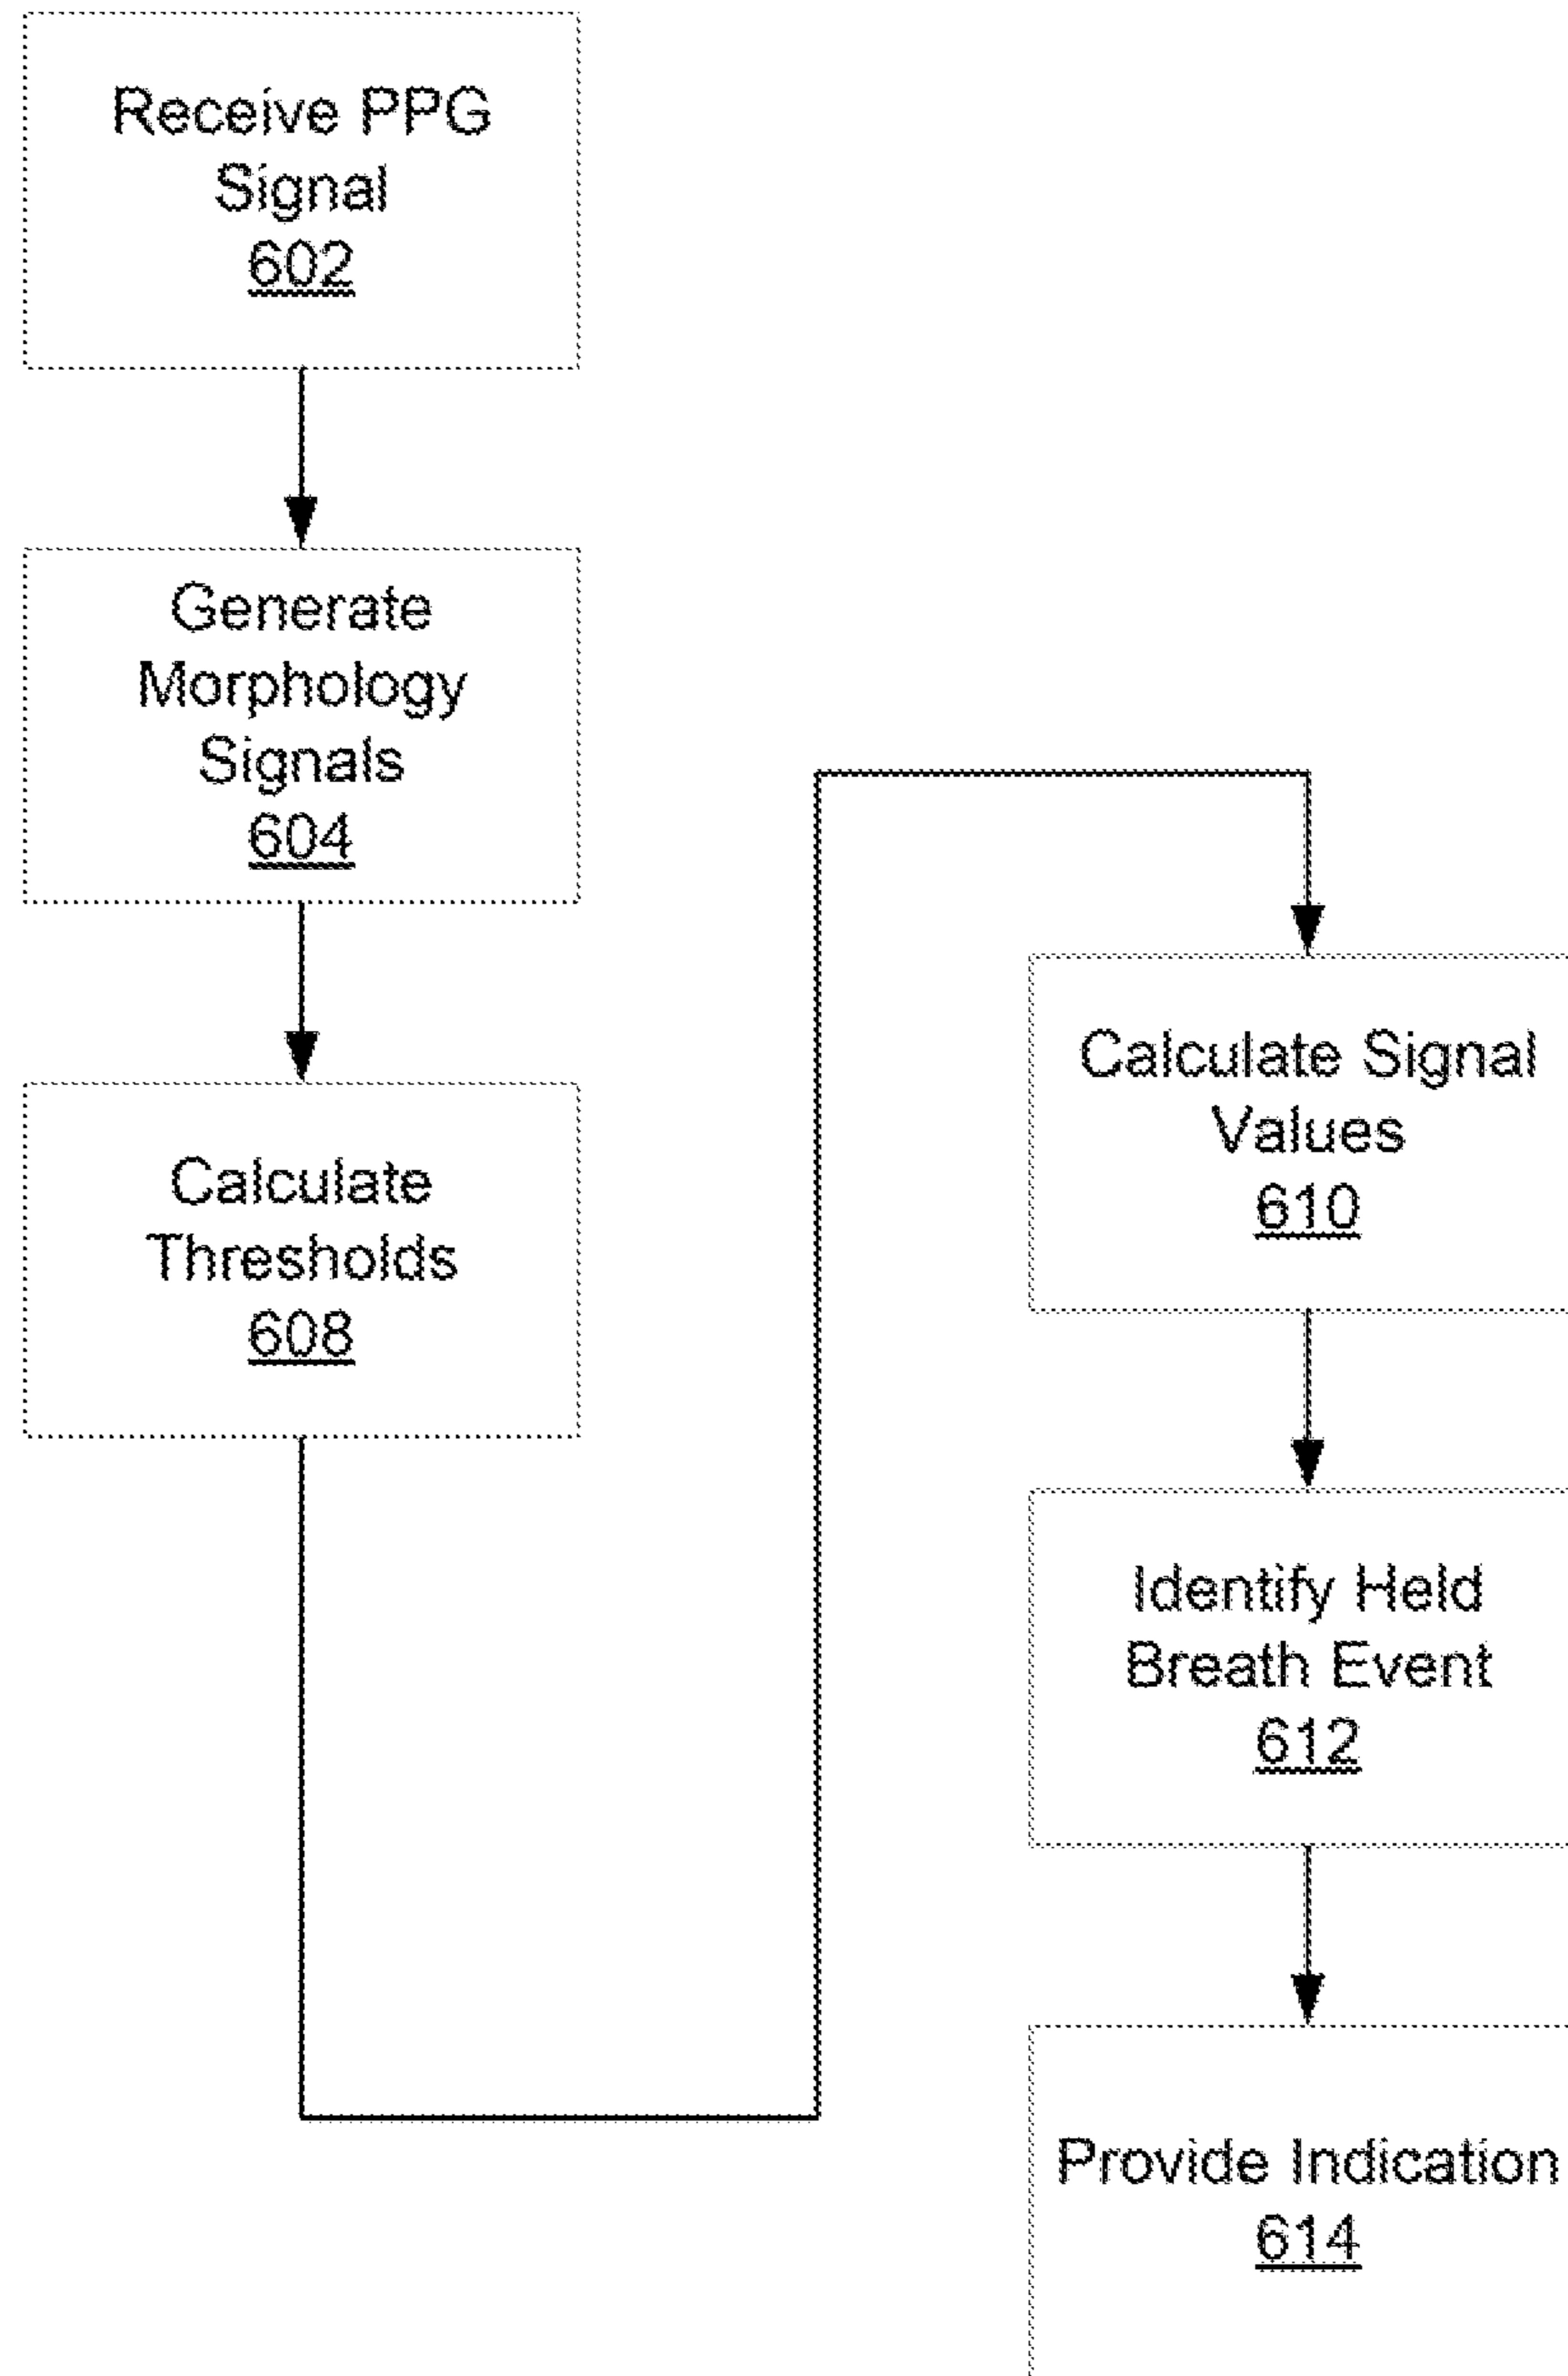 Receive PPG
Signal
602
Generate
Morphology
Signals
604
Calculate
Thresholds
608
Calculate Signal
Values
610
Identify Held
Breath Event
612
Provide Indication
614